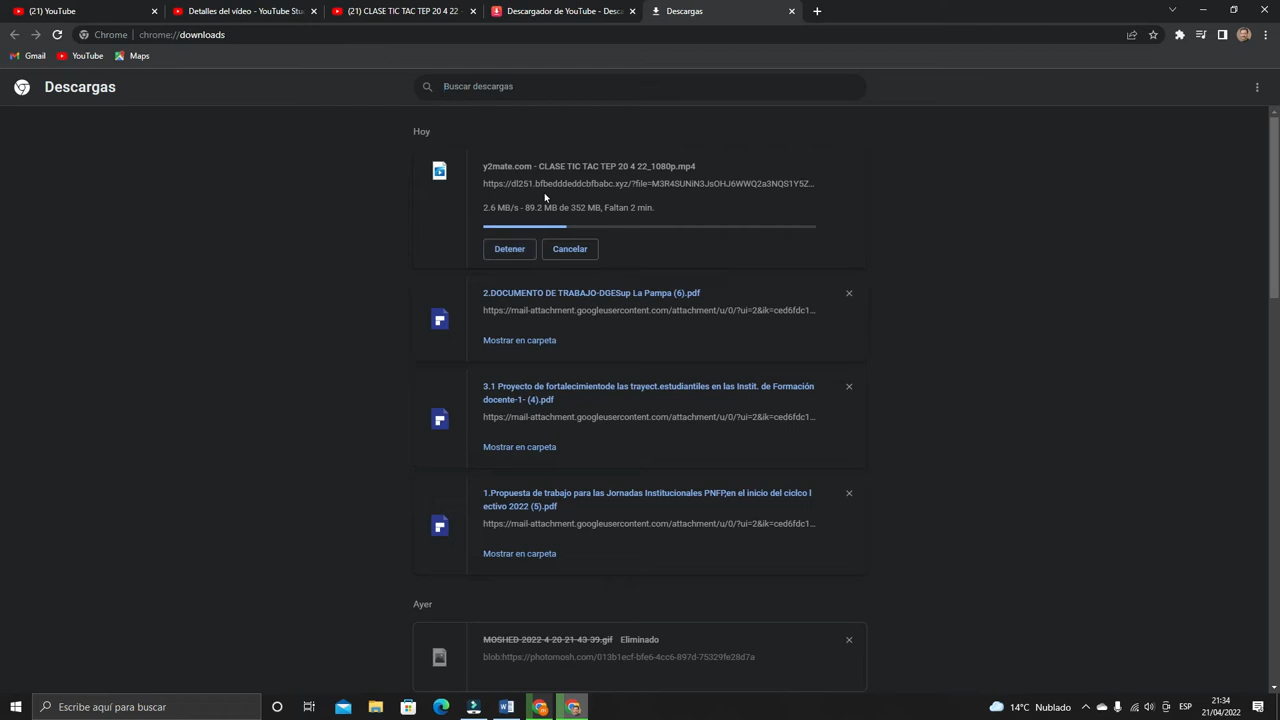 (21) YouTube
Detalles del vídeo - YouTube Stu
(21) CLASE TIC TAC TEP 20 4 22
Descargador de YouTube - Desc
Descargas
Chrome | chrome://downloads
Gmail
YouTube
Maps
Descargas
Buscar descargas
Hoy
y2mate.com - CLASE TIC TAC TEP 20 4 22_1080p.mp4
https://dl251.bfbedddeddcbfbabc.xyz/?file=M3R4SUNiN3JsOHJ6WWQ2a3NQS1Y5Z...
2.6 MB/s - 89.2 MB de 352 MB, Faltan 2 min.
Detener
Cancelar
2.DOCUMENTO DE TRABAJO-DGESup La Pampa (6).pdf
https://mail-attachment.googleusercontent.com/attachment/u/0/?ui=2&ik=ced6fdc1...
Mostrar en carpeta
3.1 Proyecto de fortalecimientode las trayect.estudiantiles en las Instit. de Formación
docente-1- (4).pdf
https://mail-attachment.googleusercontent.com/attachment/u/0/?ui=2&ik=ced6fdc1...
Mostrar en carpeta
1.Propuesta de trabajo para las Jornadas Institucionales PNFP,en el inicio del ciclco l
ectivo 2022 (5).pdf
https://mail-attachment.googleusercontent.com/attachment/u/0/?ui=2&ik=ced6fdc1...
Mostrar en carpeta
Ayer
MOSHED-2022-4-20-21-43-39.gif Eliminado
blob:https://photomosh.com/013b1ecf-bfe6-4cc6-897d-75329fe28d7a
Escribe aquí para buscar
14°C Nublado
ESP
21:34
21/04/2022